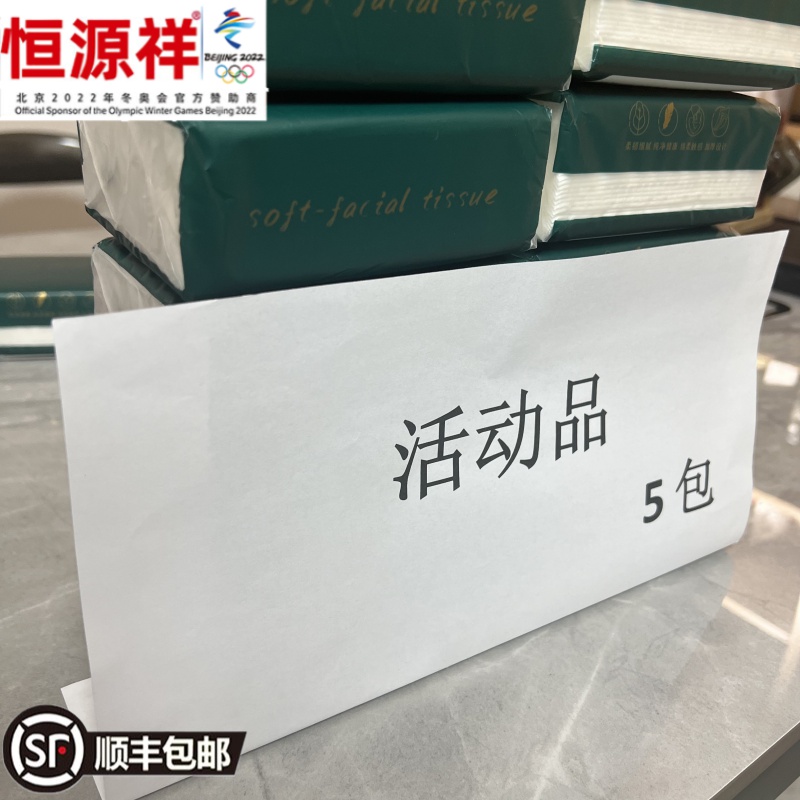 恒源祥®
BEIJING 2022
北京2022年冬奥会官方赞助商
Official Sponsor of the Olympic Winter Games Beijing 2022
soft-facial tissue
soft-facial tissue
活动品
5包
SF 顺丰包邮